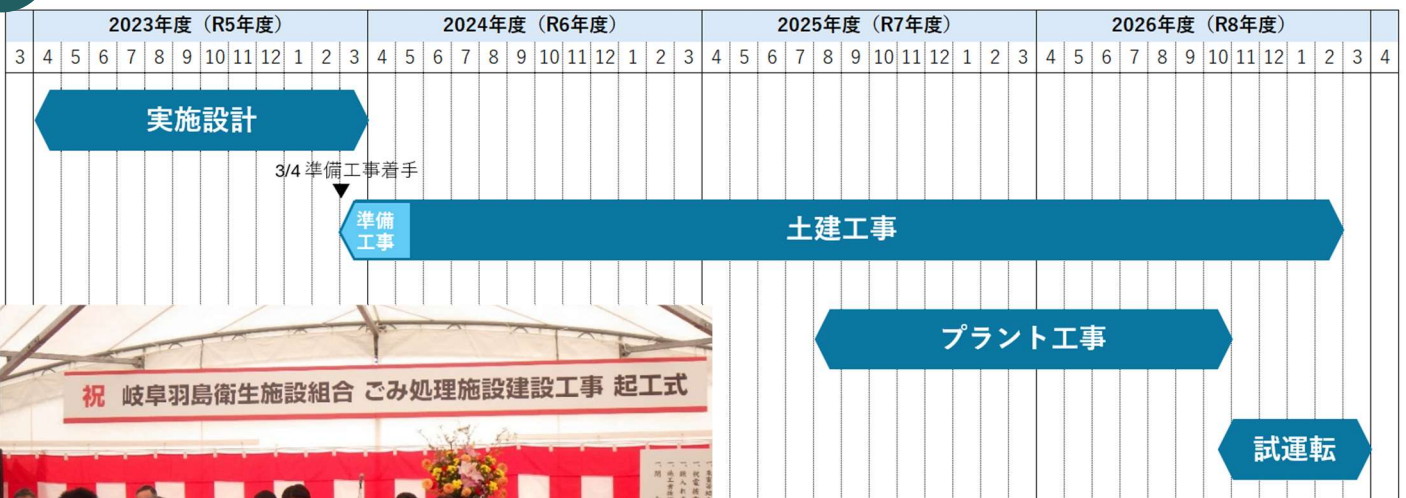 2023年度（R5年度）
2024年度（R6年度）
2025年度（R7年度）
2026年度（R8年度）
3 4 5 6 7 8 9 10 11 12 1 2 3 4 5 6 7 8 9 10 11 12 1 2 3 4 5 6 7 8 9 10 11 12 1 2 3 4 5 6 7 8 9 10 11 12 1 2 3 4
実施設計
3/4 準備工事着手
準備
工事
土建工事
プラント工事
試運転
祝 岐阜羽島衛生施設組合 ごみ処理施設建設工事 起工式